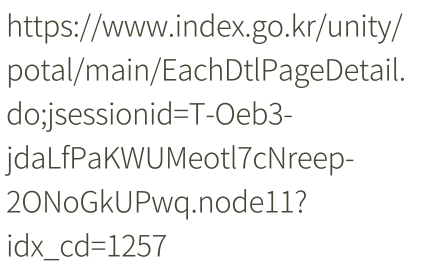 https://www.index.go.kr/unity/
potal/main/EachDtlPageDetail.
do;jsessionid=T-Oeb3-
jdaLfPaKWUMeotl7cNreep-
2ONoGkUPwq.node11?
idx_cd=1257